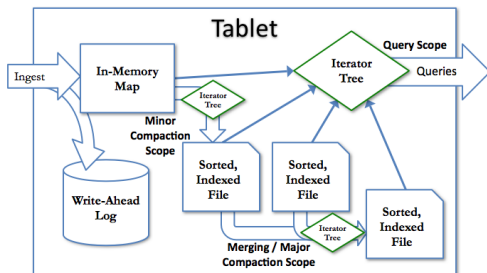 Tablet
Query Scope
Ingest
In-Memory
Map
Iterator
Tree
Queries
Iterator
Tree
Minor
Compaction
Scope
Write-Ahead
Log
Sorted,
Indexed
File
Sorted,
Indexed
File
Sorted,
Indexed
File
Iterator
Tree
Merging / Major
Compaction Scope